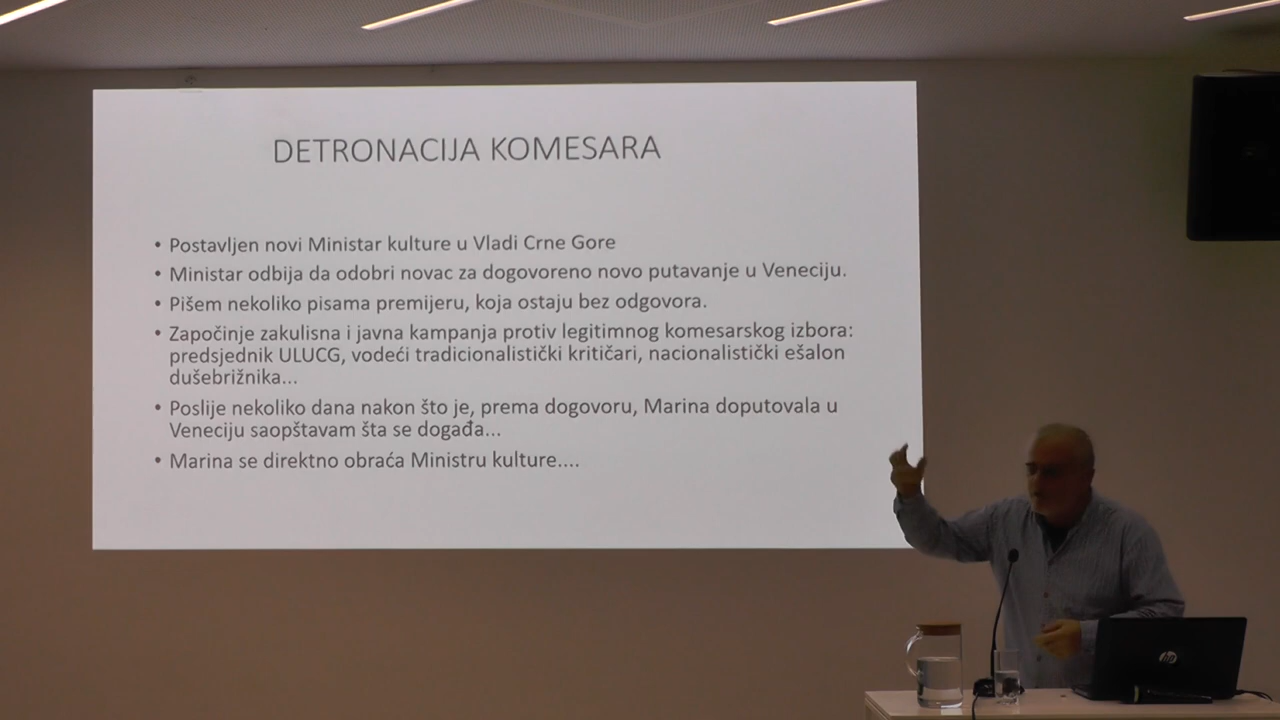 DETRONACIJA KOMESARA
• Postavljen novi Ministar kulture u Vladi Crne Gore
• Ministar odbija da odobri novac za dogovoreno novo putavanje u Veneciju.
• Pišem nekoliko pisama premijeru, koja ostaju bez odgovora.
• Započinje zakulisna i javna kampanja protiv legitimnog komesarskog izbora:
predsjednik ULUCG, vodeći tradicionalistički kritičari, nacionalistički ešalon
dušebrižnika...
• Poslije nekoliko dana nakon što je, prema dogovoru, Marina doputovala u
Veneciju saopštavam šta se događa...
• Marina se direktno obraća Ministru kulture....
hp